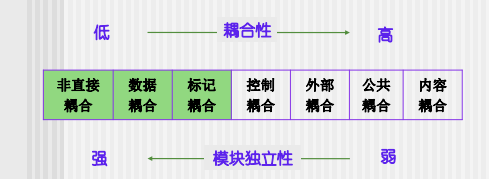 低 耦合性 高
非直接 数据 标记 控制 外部 公共 内容
耦合 耦合 耦合 耦合 耦合 耦合 耦合
强 模块独立性 弱